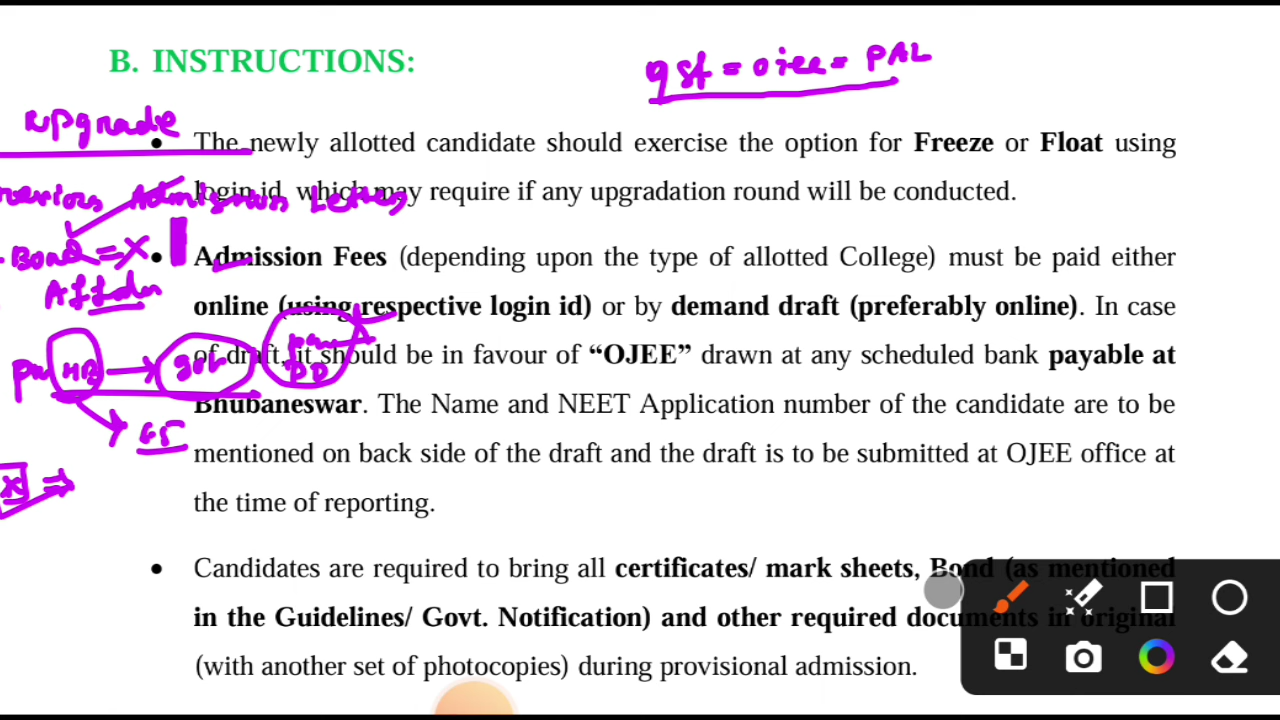 B. INSTRUCTIONS:
= ojee = PAL
Upgrade
• The newly allotted candidate should exercise the option for Freeze or Float using
login id, which may require if any upgradation round will be conducted.
Admission Letter
Bond = X
• Admission Fees (depending upon the type of allotted College) must be paid either
online (using respective login id) or by demand draft (preferably online). In case
of draft, it should be in favour of “OJEE” drawn at any scheduled bank payable at
Bhubaneswar. The Name and NEET Application number of the candidate are to be
mentioned on back side of the draft and the draft is to be submitted at OJEE office at
the time of reporting.
• Candidates are required to bring all certificates/ mark sheets, Bond (as mentioned
in the Guidelines/ Govt. Notification) and other required documents in original
(with another set of photocopies) during provisional admission.